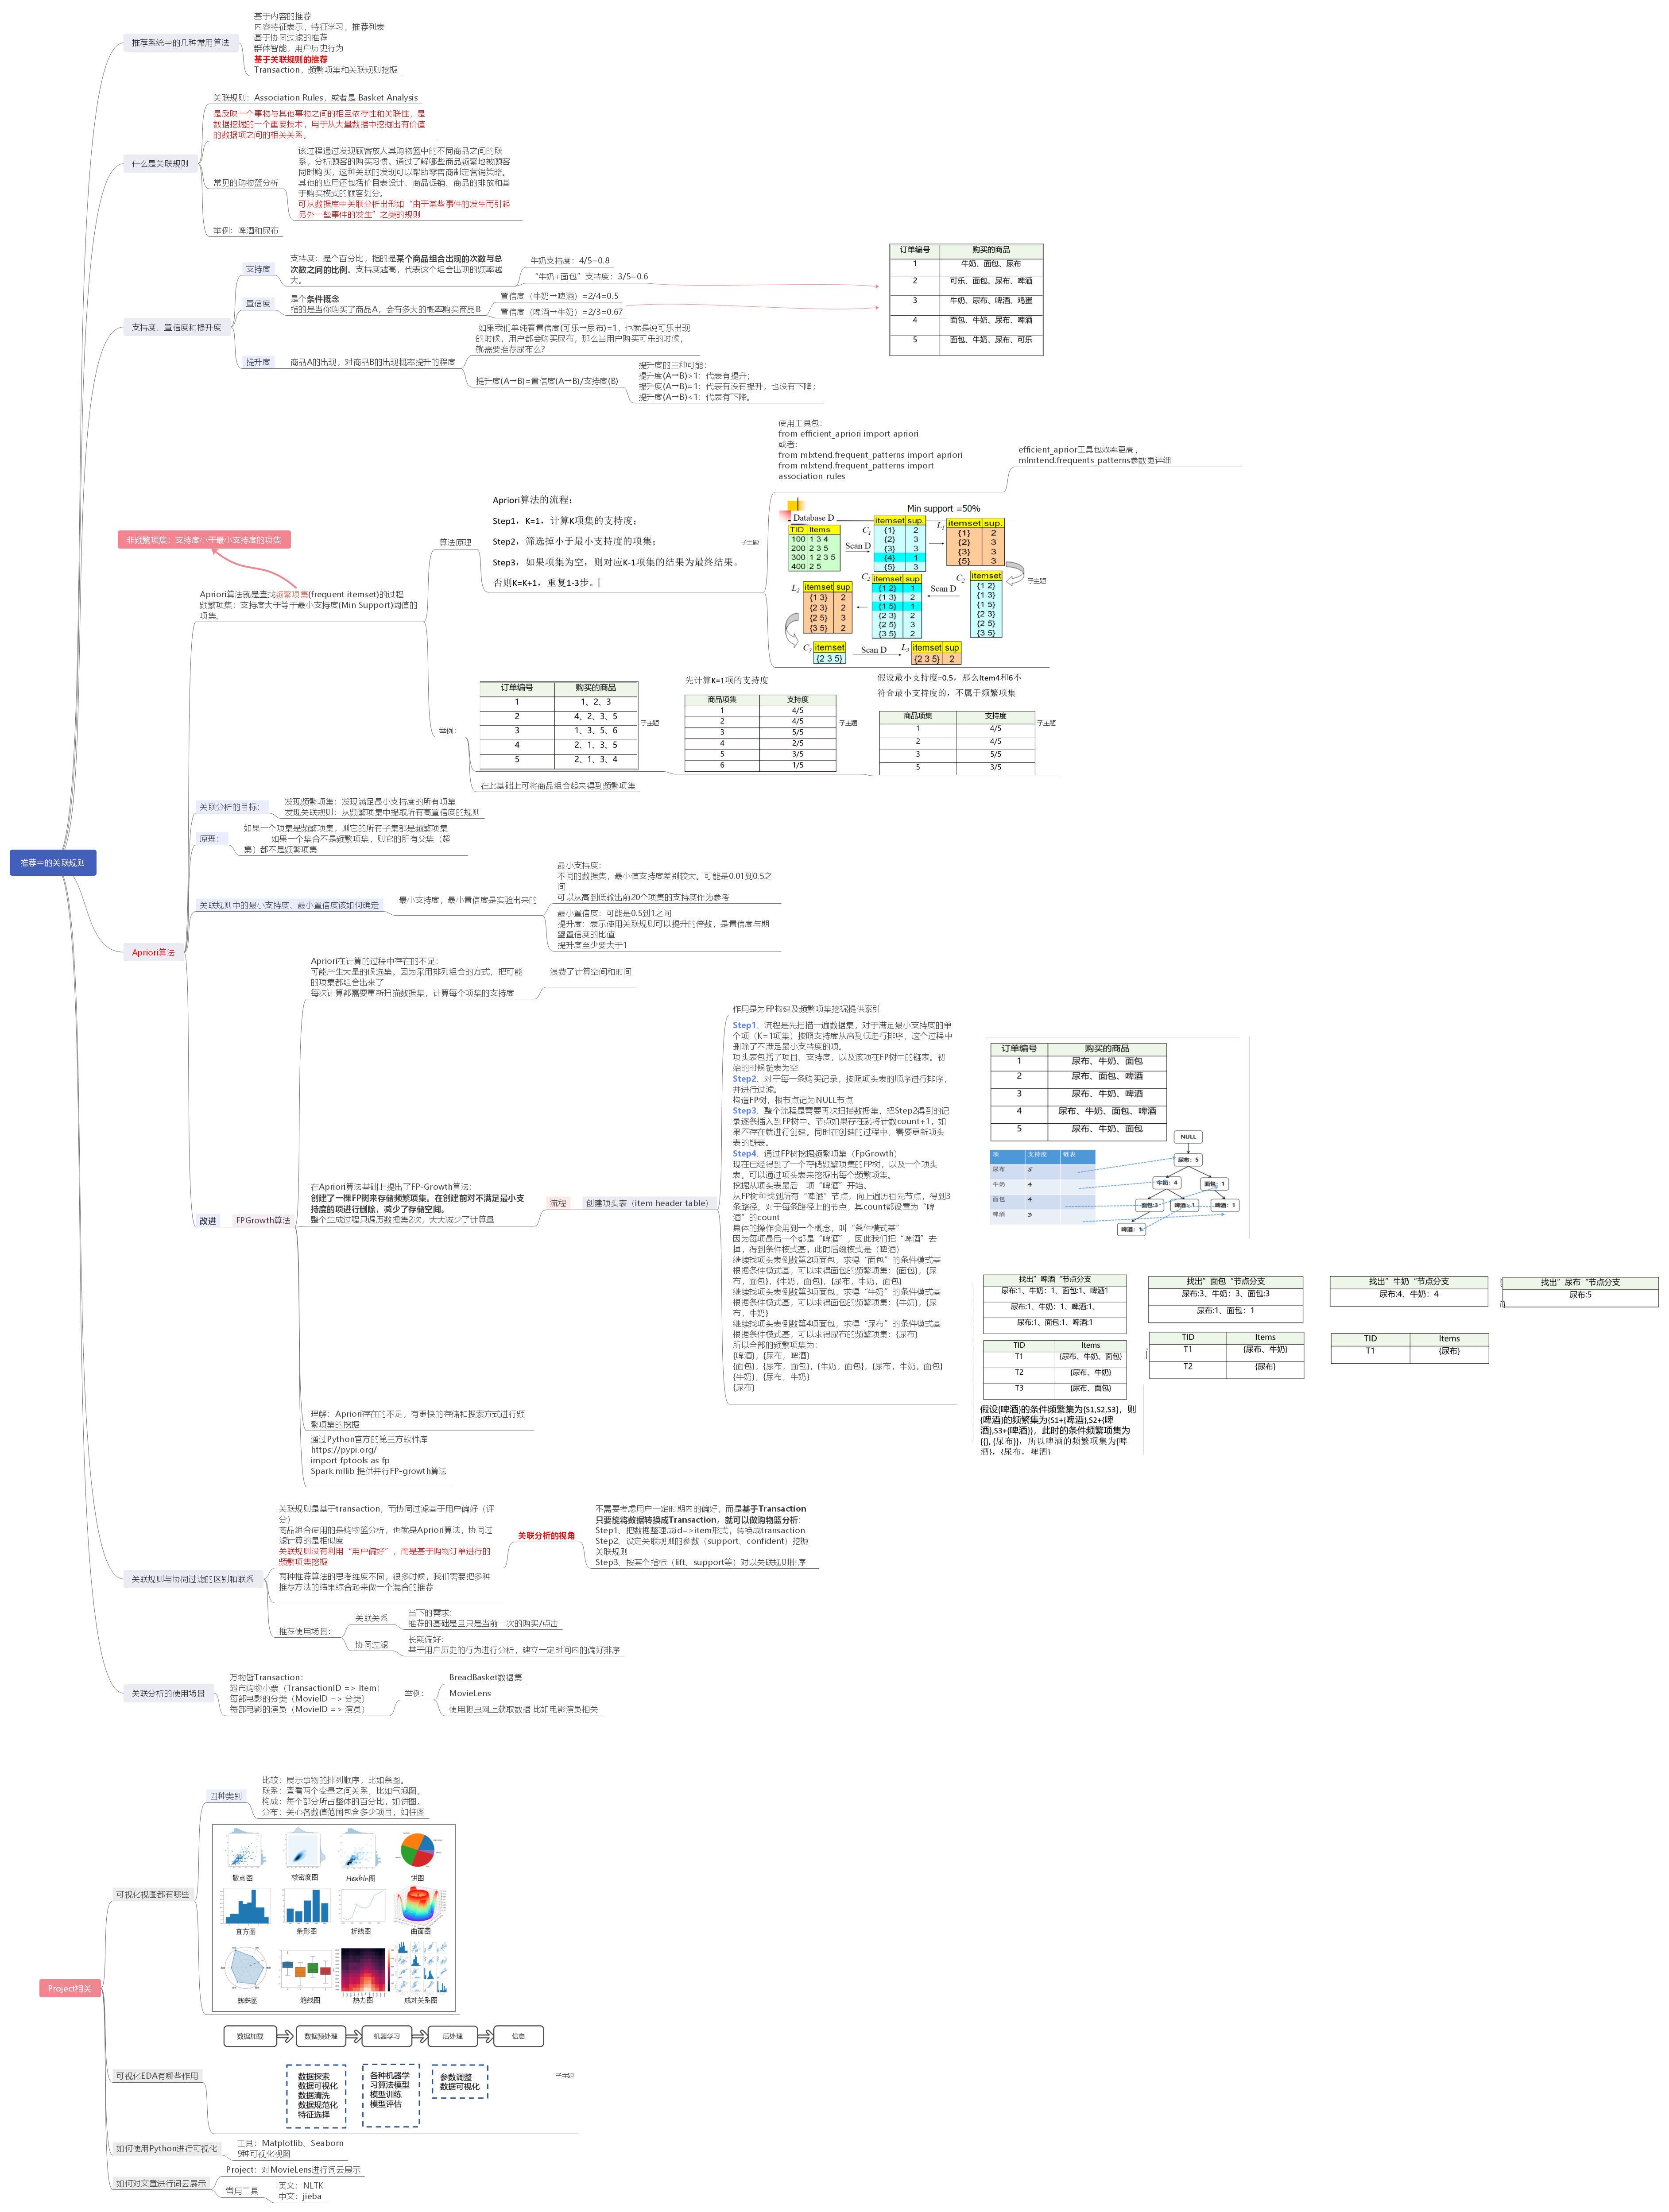 推荐系统中的几种常用算法
基于内容的推荐
内容特征表示，特征学习，推荐列表
基于协同过滤的推荐
群体智能，用户历史行为
基于关联规则的推荐
Transaction，频繁项集和关联规则挖掘
什么是关联规则
关联规则：Association Rules，或者是 Basket Analysis
是反映一个事物与其他事物之间的相互依存性和关联性，是
数据挖掘的一个重要技术，用于从大量数据中挖掘出有价值
的数据项之间的相关关系。
常见的购物篮分析
该过程通过发现顾客放人其购物篮中的不同商品之间的联
系，分析顾客的购买习惯。通过了解哪些商品频繁地被顾客
同时购买，这种关联的发现可以帮助零售商制定营销策略。
其他的应用还包括价目表设计、商品促销、商品的排放和基
于购买模式的顾客划分。
可从数据库中关联分析出形如“由于某些事件的发生而引起
另外一些事件的发生”之类的规则
举例：啤酒和尿布
支持度、置信度和提升度
支持度
支持度：是个百分比，指的是某个商品组合出现的次数与总
次数之间的比例。支持度越高，代表这个组合出现的频率越
大。
牛奶支持度：4/5=0.8
“牛奶+面包”支持度：3/5=0.6
置信度
是个条件概念
指的是当你购买了商品A，会有多大的概率购买商品B
置信度（牛奶→啤酒）=2/4=0.5
置信度（啤酒→牛奶）=2/3=0.67
提升度
商品A的出现，对商品B的出现概率提升的程度
如果我们单纯看置信度(可乐→尿布)=1，也就是说可乐出现
的时候，用户都会购买尿布，那么当用户购买可乐的时候，
就需要推荐尿布么?
提升度(A→B)=置信度(A→B)/支持度(B)
提升度的三种可能：
提升度(A→B)>1：代表有提升；
提升度(A→B)=1：代表有没有提升，也没有下降；
提升度(A→B)<1：代表有下降。
订单编号 购买的商品
1 牛奶、面包、尿布
2 可乐、面包、尿布、啤酒
3 牛奶、尿布、啤酒、鸡蛋
4 面包、牛奶、尿布、啤酒
5 面包、牛奶、尿布、可乐
推荐中的关联规则
Apriori算法
非频繁项集：支持度小于最小支持度的项集
Apriori算法就是查找频繁项集(frequent itemset)的过程
频繁项集：支持度大于等于最小支持度(Min Support)阈值的
项集。
算法原理
Apriori算法的流程：
Step1，K=1，计算K项集的支持度；
Step2，筛选掉小于最小支持度的项集；
Step3，如果项集为空，则对应K-1项集的结果为最终结果。
否则K=K+1，重复1-3步。
子主题
使用工具包：
from efficient_apriori import apriori
或者：
from mlxtend.frequent_patterns import apriori
from mlxtend.frequent_patterns import
association_rules
efficient_aprior工具包效率更高，
mlmtend.frequents_patterns参数更详细
Min support =50%
Database D
TID Items
100 1 3 4
200 2 3 5
300 1 2 3 5
400 2 5
Scan D
C1
itemset sup.
{1} 2
{2} 3
{3} 3
{4} 1
{5} 3
L1
itemset sup.
{1} 2
{2} 3
{3} 3
{5} 3
C2
itemset
{1 2}
{1 3}
{1 5}
{2 3}
{2 5}
{3 5}
Scan D
C2
itemset sup
{1 2} 1
{1 3} 2
{1 5} 1
{2 3} 2
{2 5} 3
{3 5} 2
L2
itemset sup
{1 3} 2
{2 3} 2
{2 5} 3
{3 5} 2
C3
itemset
{2 3 5}
Scan D
L3
itemset sup
{2 3 5} 2
子主题
举例：
订单编号 购买的商品
1 1、2、3
2 4、2、3、5
3 1、3、5、6
4 2、1、3、5
5 2、1、3、4
子主题
先计算K=1项的支持度
商品项集 支持度
1 4/5
2 4/5
3 5/5
4 2/5
5 3/5
6 1/5
子主题
假设最小支持度=0.5，那么Item4和6不
符合最小支持度的，不属于频繁项集
商品项集 支持度
1 4/5
2 4/5
3 5/5
5 3/5
子主题
在此基础上可将商品组合起来得到频繁项集
关联分析的目标：
发现频繁项集：发现满足最小支持度的所有项集
发现关联规则：从频繁项集中提取所有高置信度的规则
原理：
如果一个项集是频繁项集，则它的所有子集都是频繁项集
如果一个集合不是频繁项集，则它的所有父集（超
集）都不是频繁项集
关联规则中的最小支持度、最小置信度该如何确定
最小支持度，最小置信度是实验出来的
最小支持度：
不同的数据集，最小值支持度差别较大。可能是0.01到0.5之
间
可以从高到低输出前20个项集的支持度作为参考
最小置信度：可能是0.5到1之间
提升度：表示使用关联规则可以提升的倍数，是置信度与期
望置信度的比值
提升度至少要大于1
改进
FPGrowth算法
Apriori在计算的过程中存在的不足：
可能产生大量的候选集。因为采用排列组合的方式，把可能
的项集都组合出来了
每次计算都需要重新扫描数据集，计算每个项集的支持度
浪费了计算空间和时间
在Apriori算法基础上提出了FP-Growth算法：
创建了一棵FP树来存储频繁项集。在创建前对不满足最小支
持度的项进行删除，减少了存储空间。
整个生成过程只遍历数据集2次，大大减少了计算量
流程
创建项头表（item header table）
作用是为FP构建及频繁项集挖掘提供索引
Step1、流程是先扫描一遍数据集，对于满足最小支持度的单
个项（K=1项集）按照支持度从高到低进行排序，这个过程中
删除了不满足最小支持度的项。
项头表包括了项目、支持度，以及该项在FP树中的链表。初
始的时候链表为空
Step2、对于每一条购买记录，按照项头表的顺序进行排序，
并进行过滤。
构造FP树，根节点记为NULL节点
Step3、整个流程是需要再次扫描数据集，把Step2得到的记
录逐条插入到FP树中。节点如果存在就将计数count+1，如
果不存在就进行创建。同时在创建的过程中，需要更新项头
表的链表。
Step4、通过FP树挖掘频繁项集（FpGrowth）
现在已经得到了一个存储频繁项集的FP树，以及一个项头
表。可以通过项头表来挖掘出每个频繁项集。
挖掘从项头表最后一项“啤酒”开始。
从FP树种找到所有“啤酒”节点，向上遍历祖先节点，得到3
条路径。对于每条路径上的节点，其count都设置为“啤
酒”的count
具体的操作会用到一个概念，叫“条件模式基”
因为每项最后一个都是“啤酒”，因此我们把“啤酒”去
掉，得到条件模式基，此时后缀模式是（啤酒）
继续找项头表倒数第2项面包，求得“面包”的条件模式基
根据条件模式基，可以求得面包的频繁项集：{面包}，{尿
布，面包}，{牛奶，面包}，{尿布，牛奶，面包}
继续找项头表倒数第3项面包，求得“牛奶”的条件模式基
根据条件模式基，可以求得面包的频繁项集：{牛奶}，{尿
布，牛奶}
继续找项头表倒数第4项面包，求得“尿布”的条件模式基
根据条件模式基，可以求得尿布的频繁项集：{尿布}
所以全部的频繁项集为：
{啤酒}，{尿布，啤酒}
{面包}，{尿布，面包}，{牛奶，面包}，{尿布，牛奶，面包}
{牛奶}，{尿布，牛奶}
{尿布}
订单编号 购买的商品
1 尿布、牛奶、面包
2 尿布、面包、啤酒
3 尿布、牛奶、啤酒
4 尿布、牛奶、面包、啤酒
5 尿布、牛奶、面包
项 支持度 链表
尿布 5
牛奶 4
面包 4
啤酒 3
NULL
尿布：5
牛奶：4
面包：1
面包:3
啤酒：1
啤酒：1
啤酒：1
找出”啤酒“节点分支
尿布:1、牛奶：1、面包:1、啤酒1
尿布:1、牛奶：1、啤酒:1、
尿布:1、面包:1、啤酒:1
找出”面包“节点分支
尿布:3、牛奶：3、面包:3
尿布:1、面包：1
找出”牛奶“节点分支
尿布:4、牛奶：4
找出”尿布“节点分支
尿布:5
TID Items
T1 {尿布、牛奶、面包}
T2 {尿布、牛奶}
T3 {尿布、面包}
TID Items
T1 {尿布、牛奶}
T2 {尿布}
TID Items
T1 {尿布}
假设{啤酒}的条件频繁集为{S1,S2,S3}，则
{啤酒}的频繁集为{S1+{啤酒},S2+{啤
酒},S3+{啤酒}}，此时的条件频繁项集为
{{}, {尿布}}，所以啤酒的频繁项集为{啤
酒}，{尿布，啤酒}
理解：Apriori存在的不足，有更快的存储和搜索方式进行频
繁项集的挖掘
通过Python官方的第三方软件库
https://pypi.org/
import fptools as fp
Spark.mllib 提供并行FP-growth算法
关联规则与协同过滤的区别和联系
关联规则是基于transaction，而协同过滤基于用户偏好（评
分）
商品组合使用的是购物篮分析，也就是Apriori算法，协同过
滤计算的是相似度
关联规则没有利用“用户偏好”，而是基于购物订单进行的
频繁项集挖掘
关联分析的视角
不需要考虑用户一定时期内的偏好，而是基于Transaction
只要能将数据转换成Transaction，就可以做购物篮分析：
Step1、把数据整理成id=>item形式，转换成transaction
Step2、设定关联规则的参数（support、confident）挖掘
关联规则
Step3、按某个指标（lift、support等）对以关联规则排序
两种推荐算法的思考维度不同，很多时候，我们需要把多种
推荐方法的结果综合起来做一个混合的推荐
推荐使用场景：
关联关系
当下的需求：
推荐的基础是且只是当前一次的购买/点击
协同过滤
长期偏好：
基于用户历史的行为进行分析，建立一定时间内的偏好排序
关联分析的使用场景
万物皆Transaction：
超市购物小票（TransactionID => Item）
每部电影的分类（MovieID => 分类）
每部电影的演员（MovieID => 演员）
举例：
BreadBasket数据集
MovieLens
使用爬虫网上获取数据 比如电影演员相关
Project相关
可视化视图都有哪些
四种类别
比较：展示事物的排列顺序，比如条图。
联系：查看两个变量之间关系，比如气泡图。
构成：每个部分所占整体的百分比，如饼图。
分布：关心各数值范围包含多少项目，如柱图
散点图
核密度图
Hexbin图
饼图
直方图
条形图
折线图
曲面图
蜘蛛图
箱线图
热力图
成对关系图
可视化EDA有哪些作用
数据加载
数据预处理
机器学习
后处理
信息
数据探索
数据可视化
数据清洗
数据规范化
特征选择
各种机器学
习算法模型
模型训练
模型评估
参数调整
数据可视化
子主题
如何使用Python进行可视化
工具：Matplotlib、Seaborn
9种可视化视图
如何对文章进行词云展示
Project：对MovieLens进行词云展示
常用工具
英文：NLTK
中文：jieba